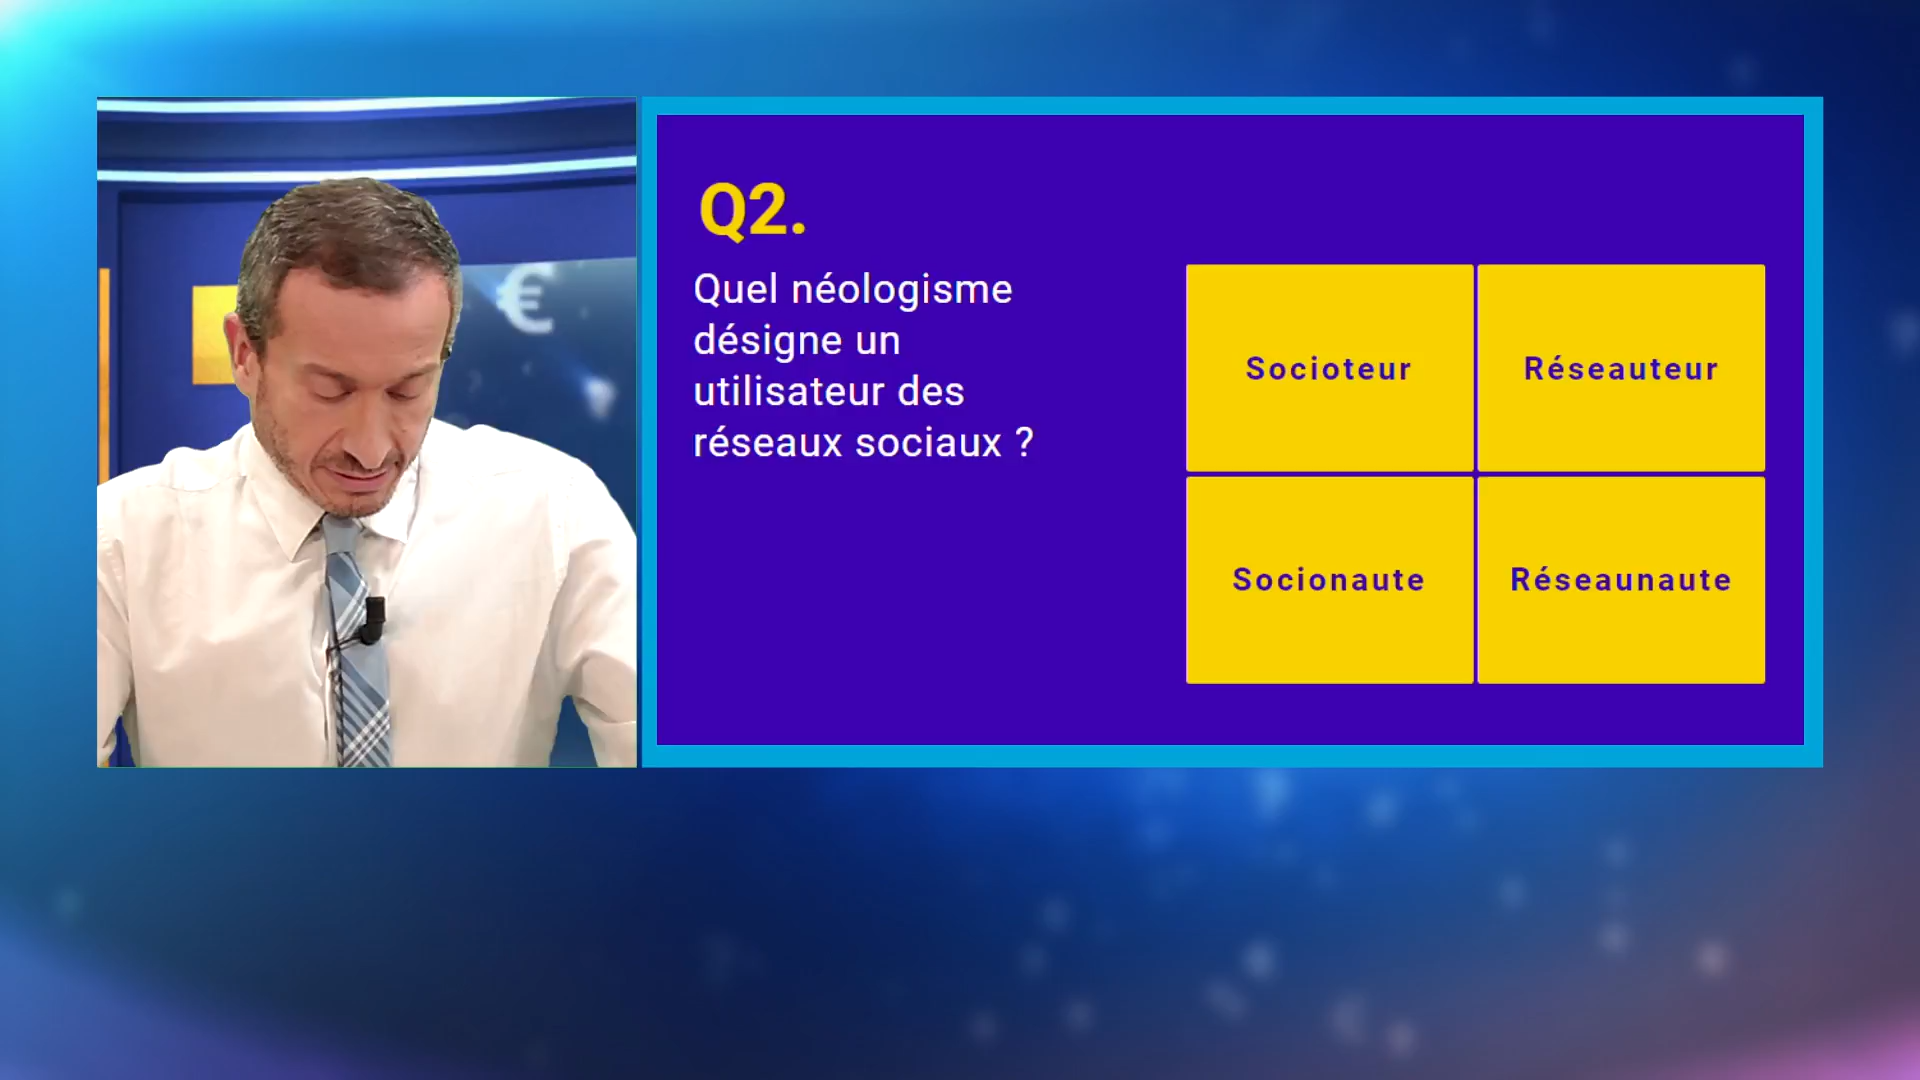 €
Q2.
Quel néologisme
désigne un
utilisateur des
réseaux sociaux ?
Socioteur
Réseauteur
Socionaute
Réseaunaute